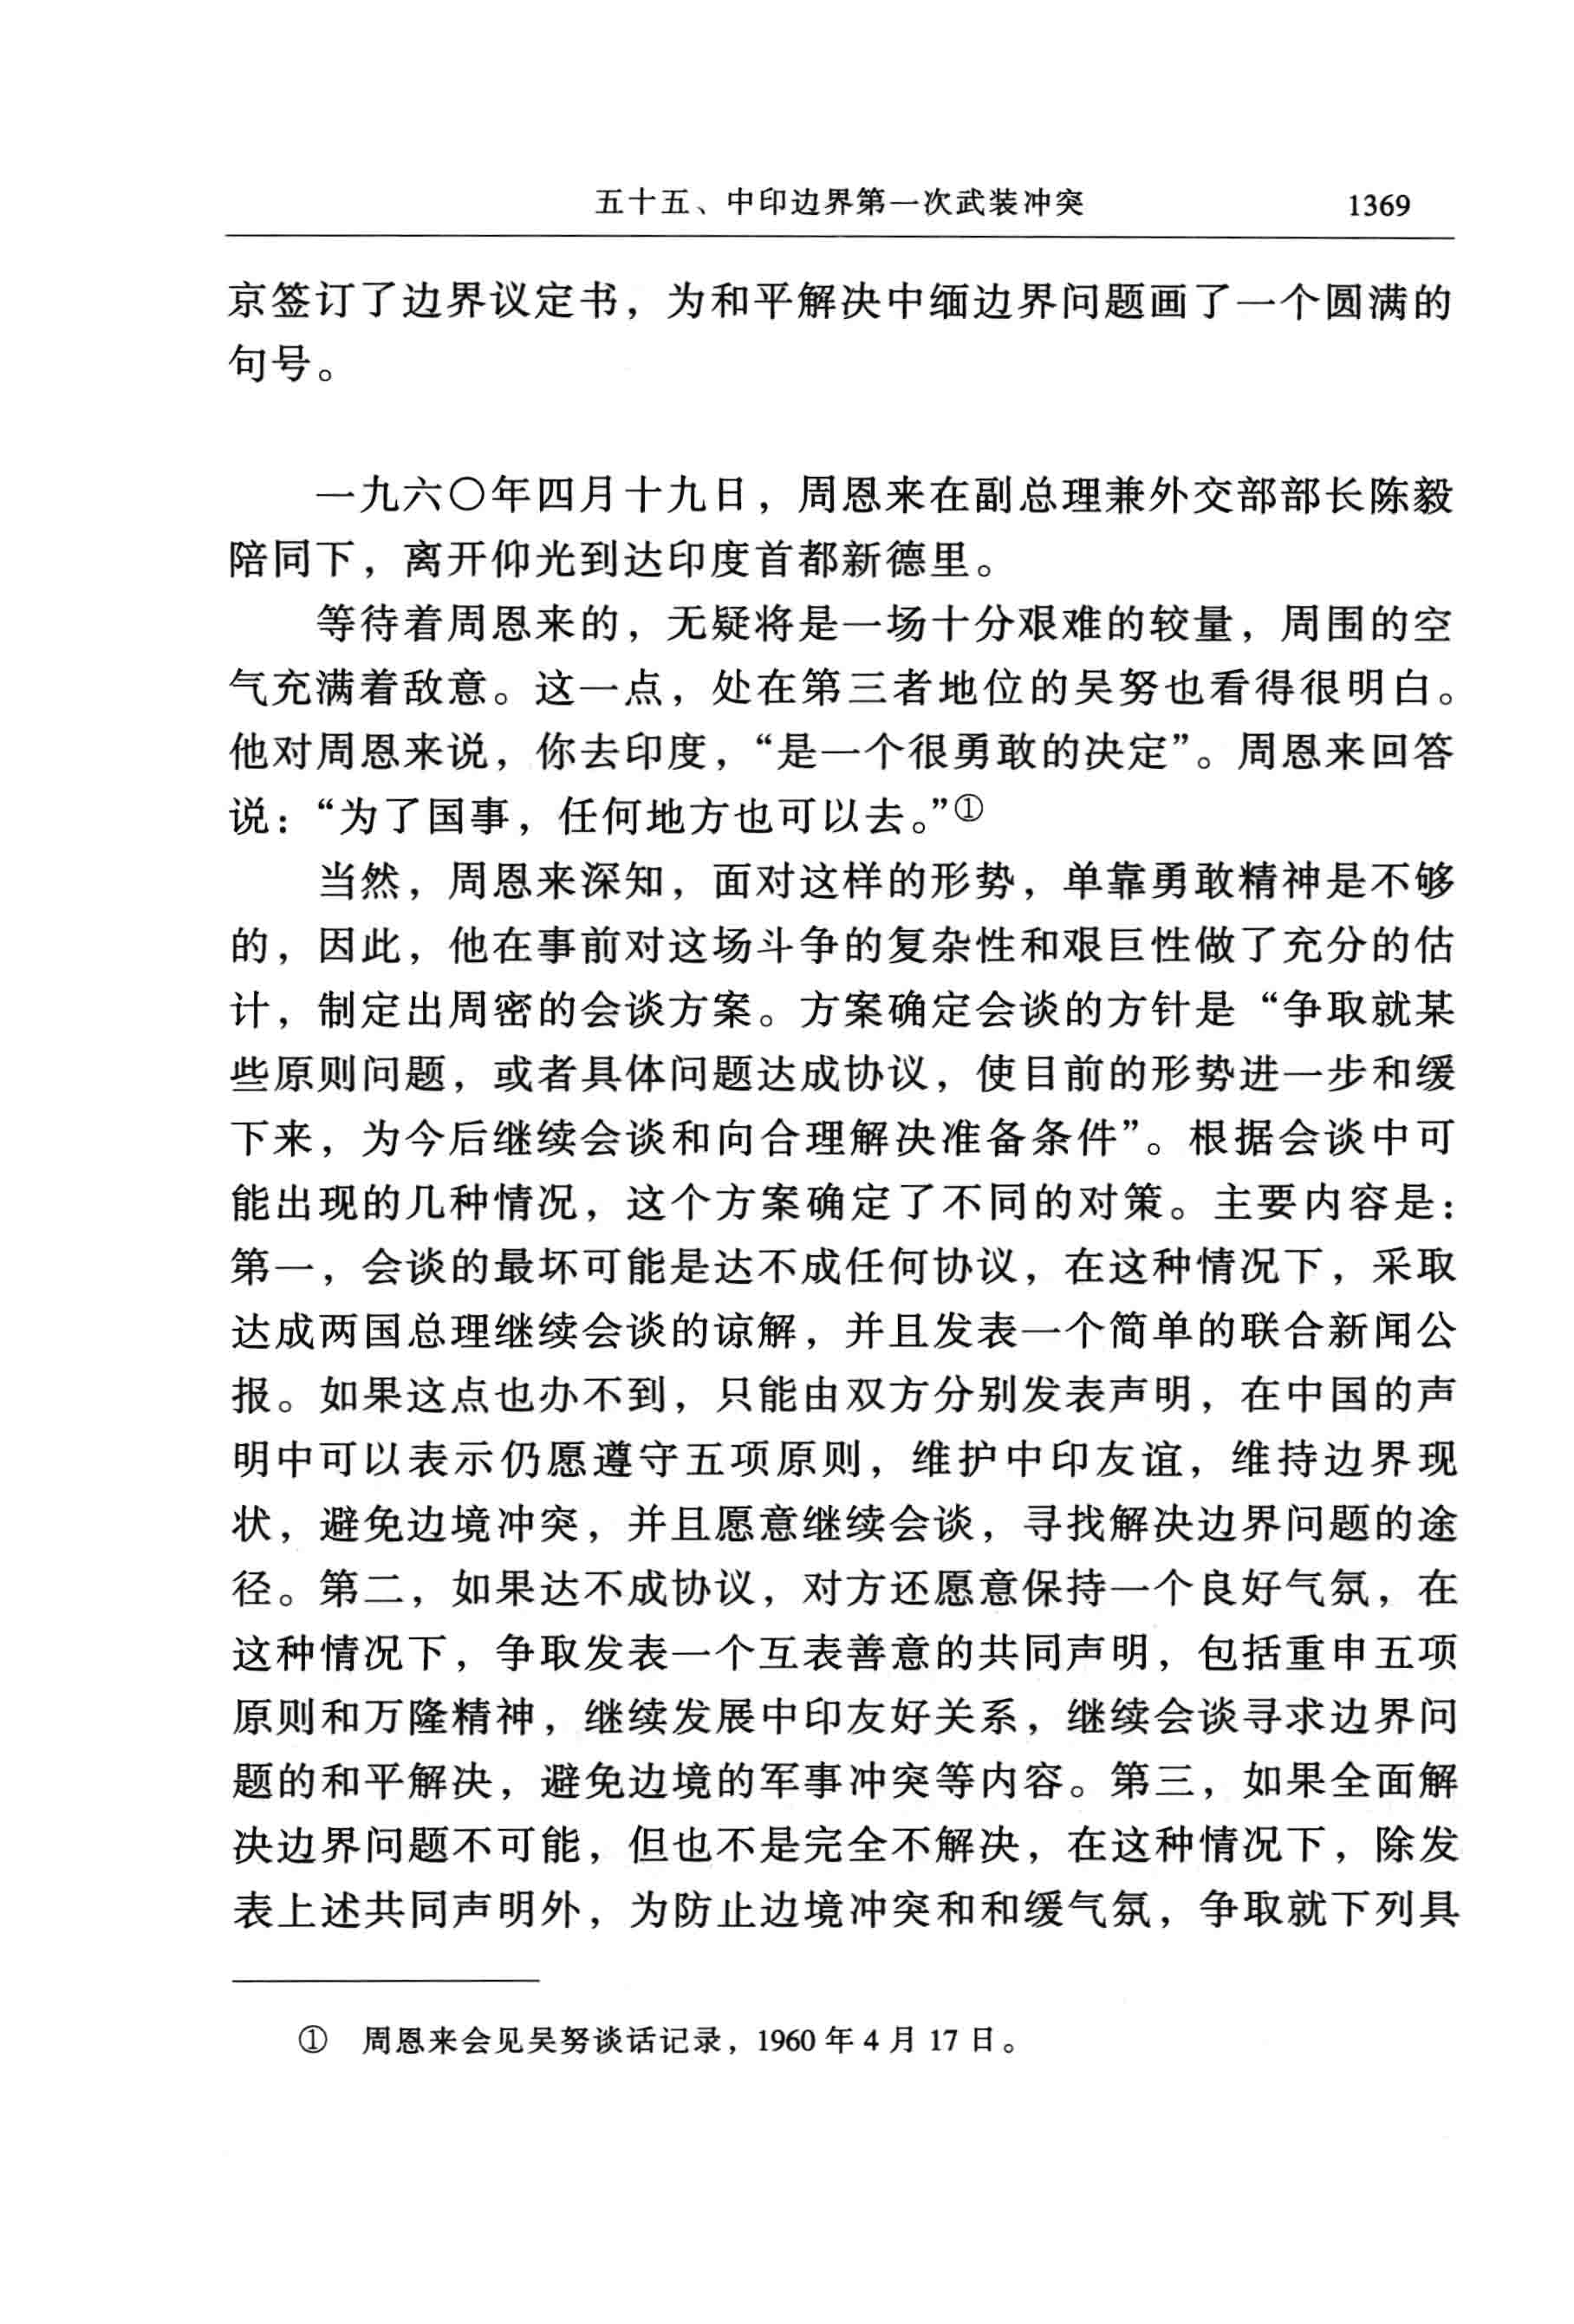 五十五、中印边界第一次武装冲突 1369
京签订了边界议定书，为和平解决中缅边界问题画了一个圆满的
句号。
一九六〇年四月十九日，周恩来在副总理兼外交部部长陈毅
陪同下，离开仰光到达印度首都新德里。
等待着周恩来的，无疑将是一场十分艰难的较量，周围的空
气充满着敌意。这一点，处在第三者地位的吴努也看得很明白。
他对周恩来说，你去印度，“是一个很勇敢的决定”。周恩来回答
说：“为了国事，任何地方也可以去。”①
当然，周恩来深知，面对这样的形势，单靠勇敢精神是不够
的，因此，他在事前对这场斗争的复杂性和艰巨性做了充分的估
计，制定出周密的会谈方案。方案确定会谈的方针是“争取就某
些原则问题，或者具体问题达成协议，使目前的形势进一步和缓
下来，为今后继续会谈和向合理解决准备条件”。根据会谈中可
能出现的几种情况，这个方案确定了不同的对策。主要内容是：
第一，会谈的最坏可能是达不成任何协议，在这种情况下，采取
达成两国总理继续会谈的谅解，并且发表一个简单的联合新闻公
报。如果这点也办不到，只能由双方分别发表声明，在中国的声
明中可以表示仍愿遵守五项原则，维护中印友谊，维持边界现
状，避免边境冲突，并且愿意继续会谈，寻找解决边界问题的途
径。第二，如果达不成协议，对方还愿意保持一个良好气氛，在
这种情况下，争取发表一个互表善意的共同声明，包括重申五项
原则和万隆精神，继续发展中印友好关系，继续会谈寻求边界问
题的和平解决，避免边境的军事冲突等内容。第三，如果全面解
决边界问题不可能，但也不是完全不解决，在这种情况下，除发
表上述共同声明外，为防止边境冲突和和缓气氛，争取就下列具
① 周恩来会见吴努谈话记录，1960年4月17日。